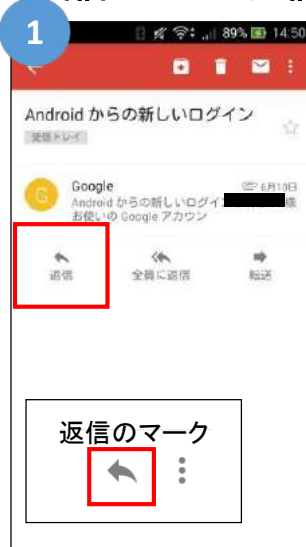 1
89% 14:50
Android からの新しいログイン
受信トレイ
G
Google
6月10日
Android からの新しいログイ
様
お使いの Google アカウン
返信
全員に返信
転送
返信のマーク